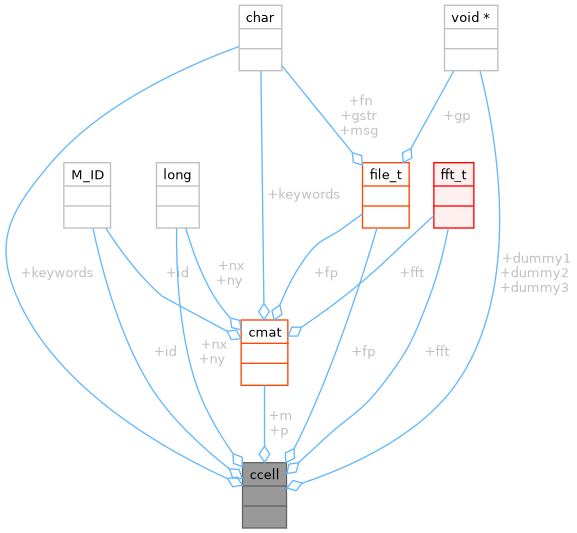 char
void *
+fn
+gstr
+msg
+gp
M_ID
long
file_t
fft_t
+keywords
+dummy1
+dummy2
+dummy3
+keywords
+id
+nx
+ny
+fp
+fft
cmat
+id
+nx
+ny
+fp
+fft
+m
+p
ccell